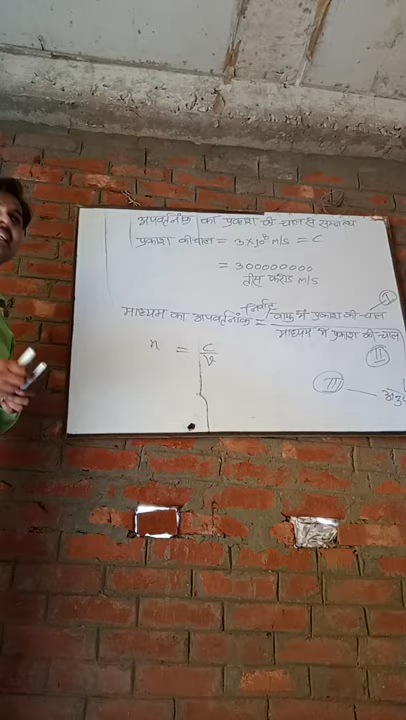 अपवर्तनांक का प्रकाश की चाल से सम्बन्ध
प्रकाश की चाल = 3×10⁸ M/S = C
= 300000000
तीस करोड़ M/S
माध्यम का अपवर्तनांक = निर्वात / वायु में प्रकाश की चाल
माध्यम में प्रकाश की चाल
I
n = C/v
II
III